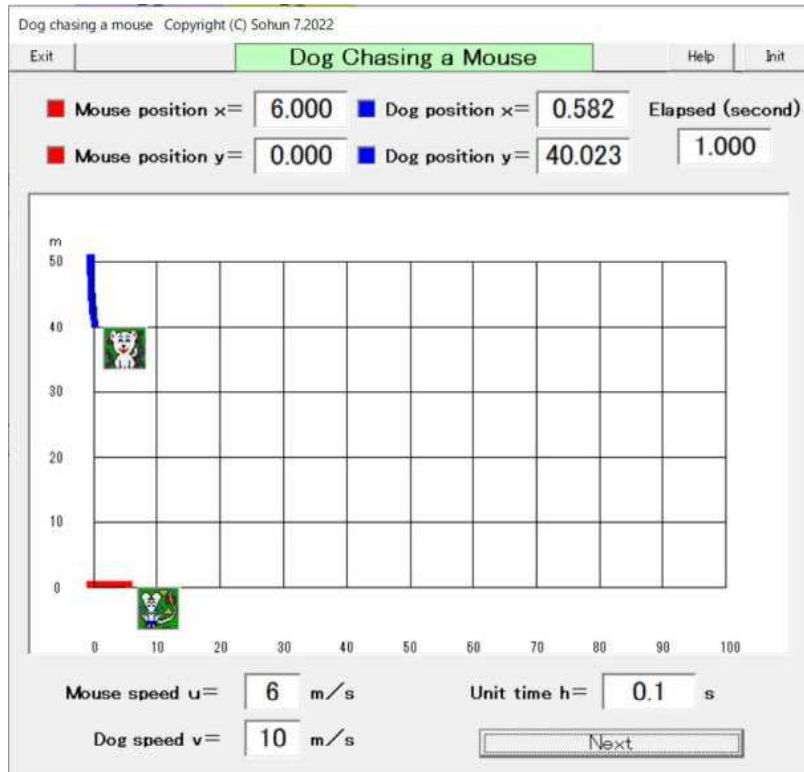 Dog chasing a mouse   Copyright (C) Sohun 7.2022
Exit Dog Chasing a Mouse Help Init
Mouse position x= 6.000 Dog position x= 0.582 Elapsed (second)
Mouse position y= 0.000 Dog position y= 40.023 1.000
m
50
40
30
20
10
0
0 10 20 30 40 50 60 70 80 90 100
Mouse speed u= 6 m/s Unit time h= 0.1 s
Dog speed v= 10 m/s Next